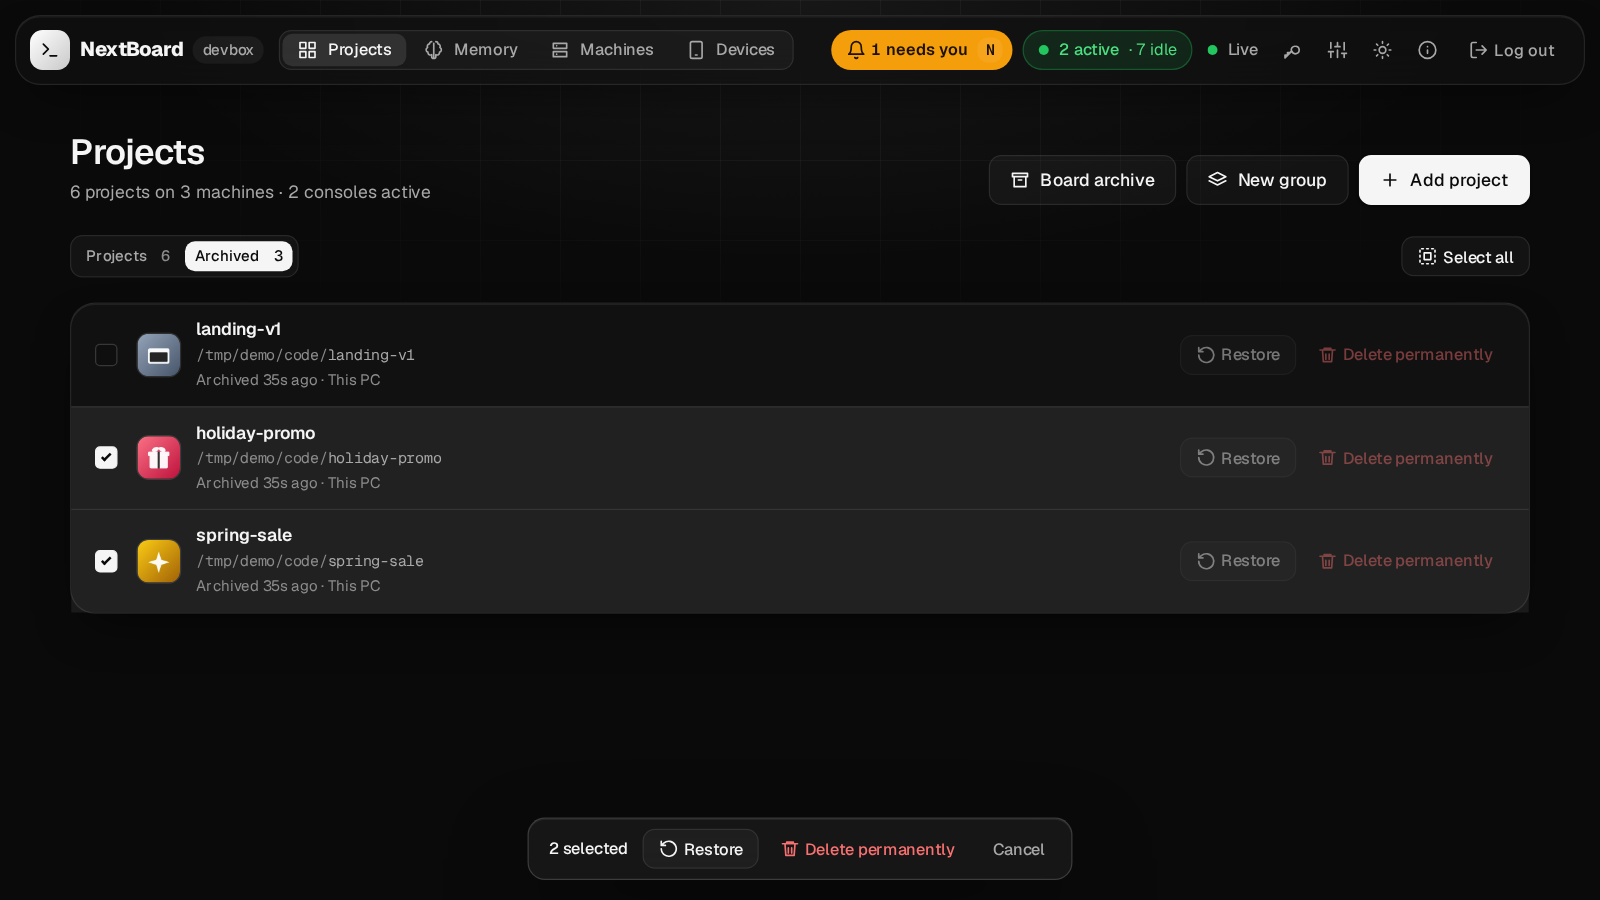 NextBoard devbox Projects Memory Machines Devices 1 needs you N 2 active · 7 idle Live Log out
Projects
6 projects on 3 machines · 2 consoles active
Board archive New group Add project
Projects 6 Archived 3 Select all
landing-v1
/tmp/demo/code/landing-v1
Archived 35s ago · This PC
Restore Delete permanently
holiday-promo
/tmp/demo/code/holiday-promo
Archived 35s ago · This PC
Restore Delete permanently
spring-sale
/tmp/demo/code/spring-sale
Archived 35s ago · This PC
Restore Delete permanently
2 selected Restore Delete permanently Cancel